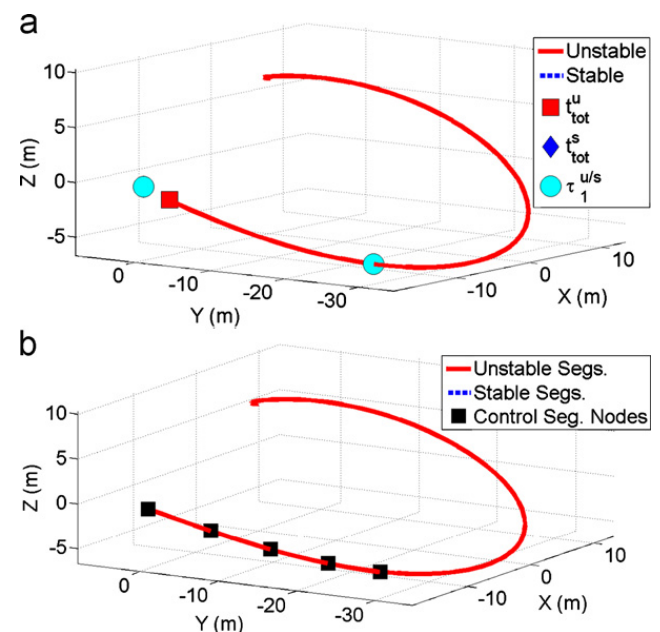 a
Unstable
Stable
t^u_tot
t^s_tot
τ_1^u/s
10
5
0
-5
Z (m)
0
-10
-20
-30
Y (m)
-10
0
10
X (m)
b
Unstable Segs.
Stable Segs.
Control Seg. Nodes
10
5
0
-5
Z (m)
0
-10
-20
-30
Y (m)
-10
0
10
X (m)